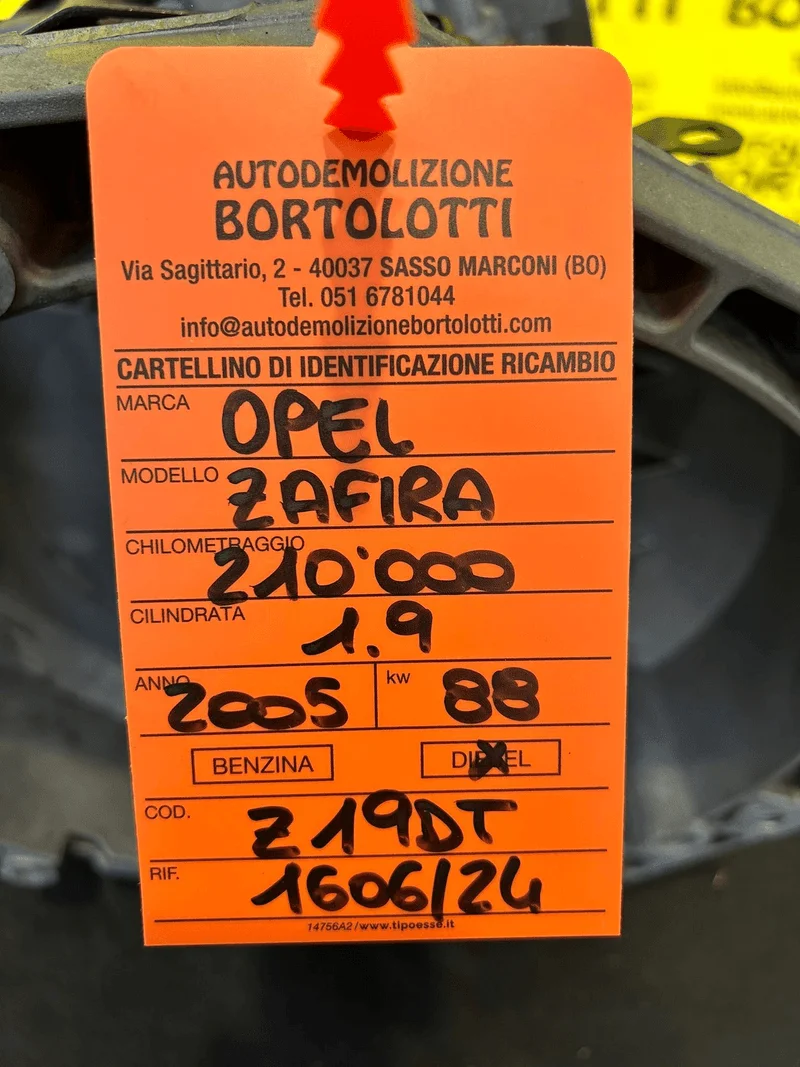 AUTODEMOLIZIONE
BORTOLOTTI
Via Sagittario, 2 - 40037 SASSO MARCONI (BO)
Tel. 051 6781044
info@autodemolizionebortolotti.com
CARTELLINO DI IDENTIFICAZIONE RICAMBIO
MARCA OPEL
MODELLO ZAFIRA
CHILOMETRAGGIO 210'000
CILINDRATA 1.9
ANNO 2005 kw 88
BENZINA DIESEL
COD. Z19DT
RIF. 1606/24
14756A2/www.tipoesse.it